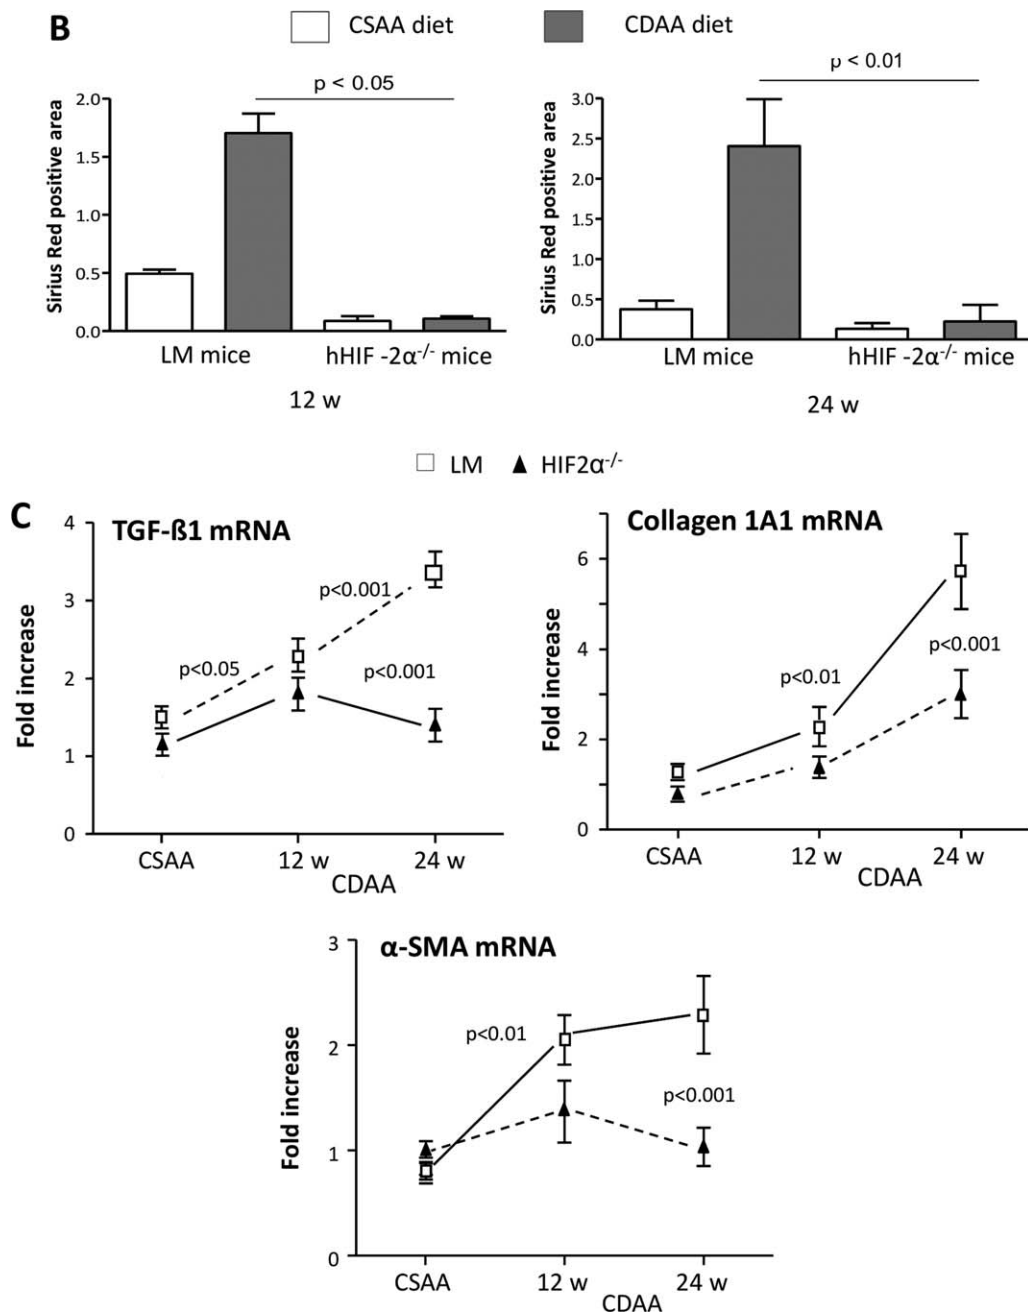 B
CSAA diet
CDAA diet
p < 0.05
Sirius Red positive area
2.0
1.5
1.0
0.5
0.0
LM mice
hHIF -2α-/- mice
12 w
p < 0.01
Sirius Red positive area
3.0
2.5
2.0
1.5
1.0
0.5
0.0
LM mice
hHIF -2α-/- mice
24 w
LM
HIF2α-/-
C
TGF-ß1 mRNA
Fold increase
4
3
2
1
0
p<0.05
p<0.001
p<0.001
CSAA
12 w
24 w
CDAA
Collagen 1A1 mRNA
Fold increase
6
4
2
0
p<0.01
p<0.001
CSAA
12 w
24 w
CDAA
α-SMA mRNA
Fold increase
3
2
1
0
p<0.01
p<0.001
CSAA
12 w
24 w
CDAA